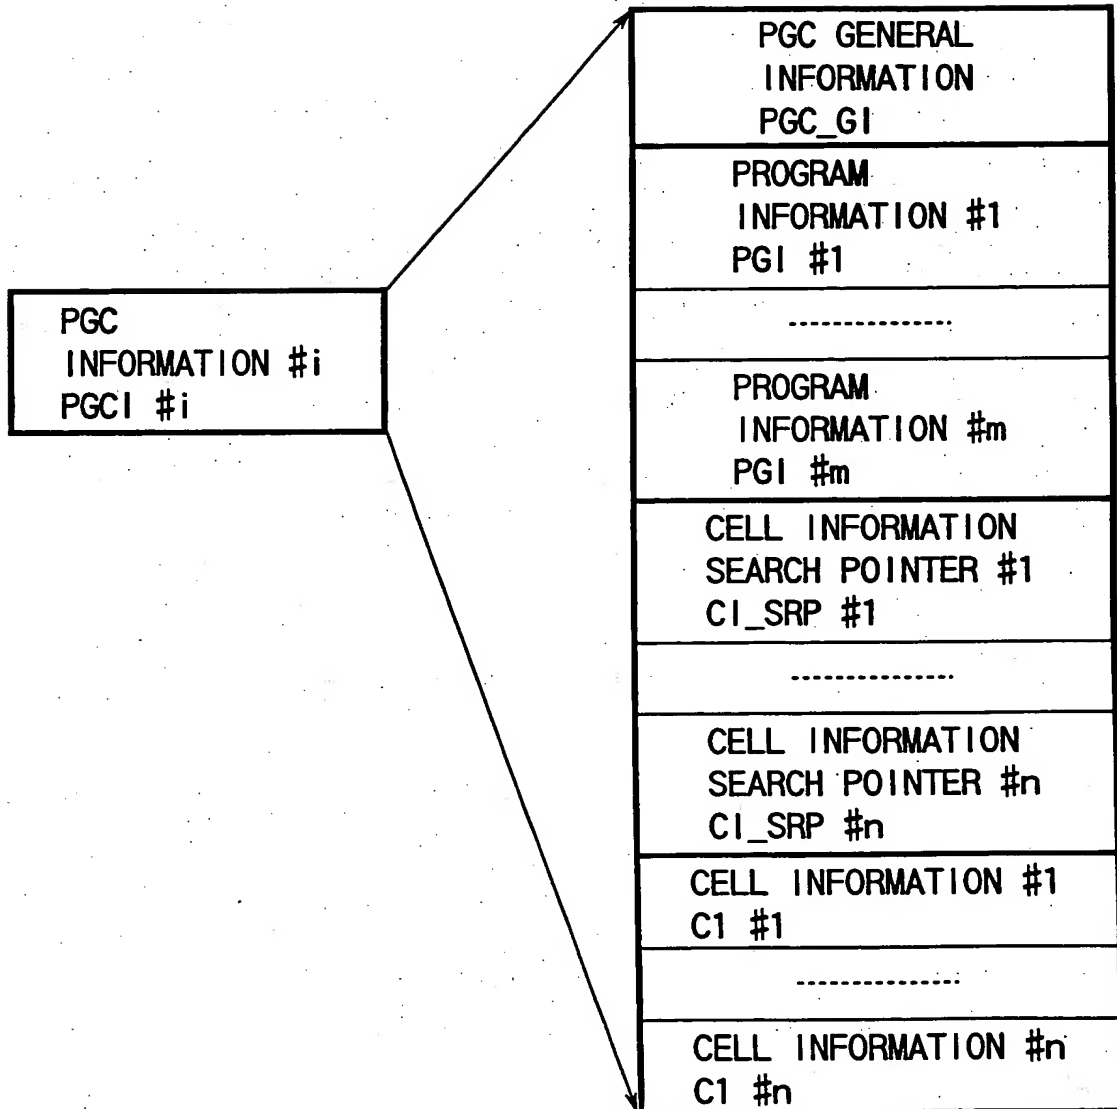 PGC
INFORMATION #i
PGCI #i
PGC GENERAL
INFORMATION
PGC_GI
PROGRAM
INFORMATION #1
PGI #1
---------------
PROGRAM
INFORMATION #m
PGI #m
CELL INFORMATION
SEARCH POINTER #1
CI_SRP #1
---------------
CELL INFORMATION
SEARCH POINTER #n
CI_SRP #n
CELL INFORMATION #1
C1 #1
---------------
CELL INFORMATION #n
C1 #n